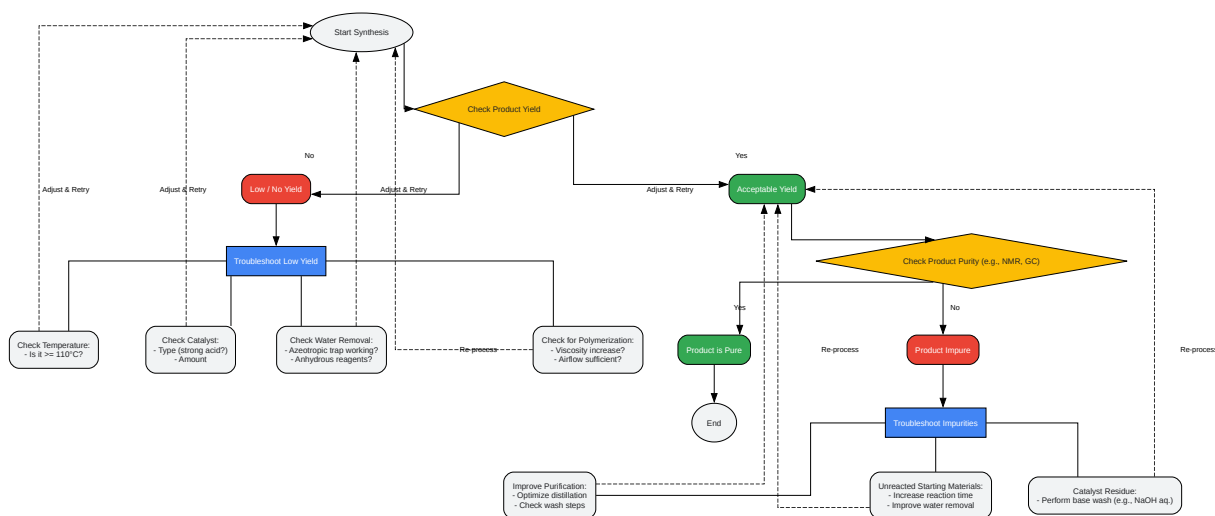 Start Synthesis
Check Product Yield
No
Yes
Adjust & Retry
Adjust & Retry
Low / No Yield
Adjust & Retry
Adjust & Retry
Acceptable Yield
Troubleshoot Low Yield
Check Product Purity (e.g., NMR, GC)
Yes
No
Check Temperature:
- Is it >= 110°C?
Check Catalyst:
- Type (strong acid?)
- Amount
Check Water Removal:
- Azeotropic trap working?
- Anhydrous reagents?
Re-process
Check for Polymerization:
- Viscosity increase?
- Airflow sufficient?
Product is Pure
Re-process
Product Impure
Re-process
End
Troubleshoot Impurities
Improve Purification:
- Optimize distillation
- Check wash steps
Unreacted Starting Materials:
- Increase reaction time
- Improve water removal
Catalyst Residue:
- Perform base wash (e.g., NaOH aq.)